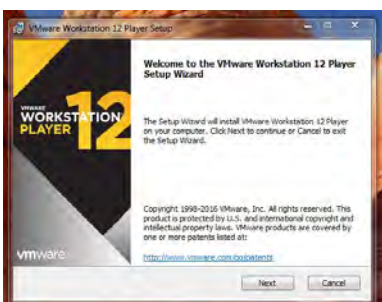 VMware Workstation 12 Player Setup
Welcome to the VMware Workstation 12 Player
Setup Wizard
VMWARE
WORKSTATION
PLAYER 12
The Setup Wizard will install VMware Workstation 12 Player
on your computer. Click Next to continue or Cancel to exit
the Setup Wizard.
Copyright 1998-2016 VMware, Inc. All rights reserved. This
product is protected by U.S. and international copyright and
intellectual property laws. VMware products are covered by
one or more patents listed at:
http://www.vmware.com/go/patents
vmware
Next
Cancel